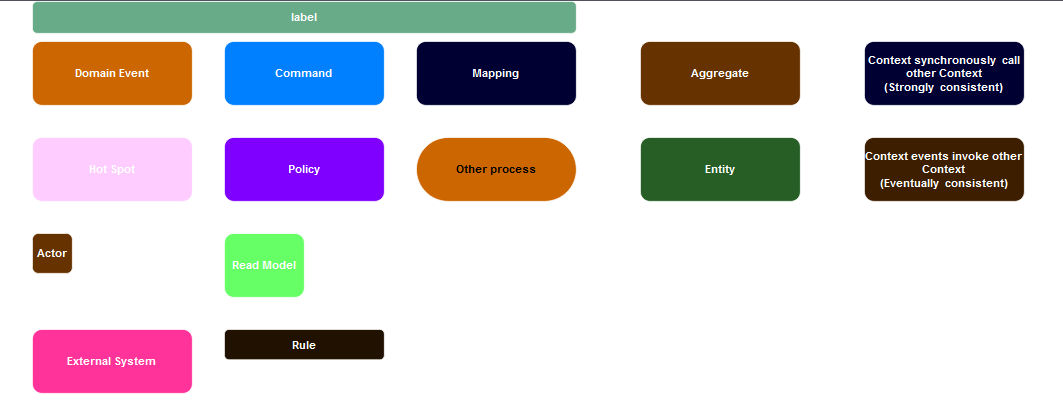 label
Domain Event
Command
Mapping
Aggregate
Context synchronously call
other Context
(Strongly consistent)
Hot Spot
Policy
Other process
Entity
Context events invoke other
Context
(Eventually consistent)
Actor
Read Model
External System
Rule